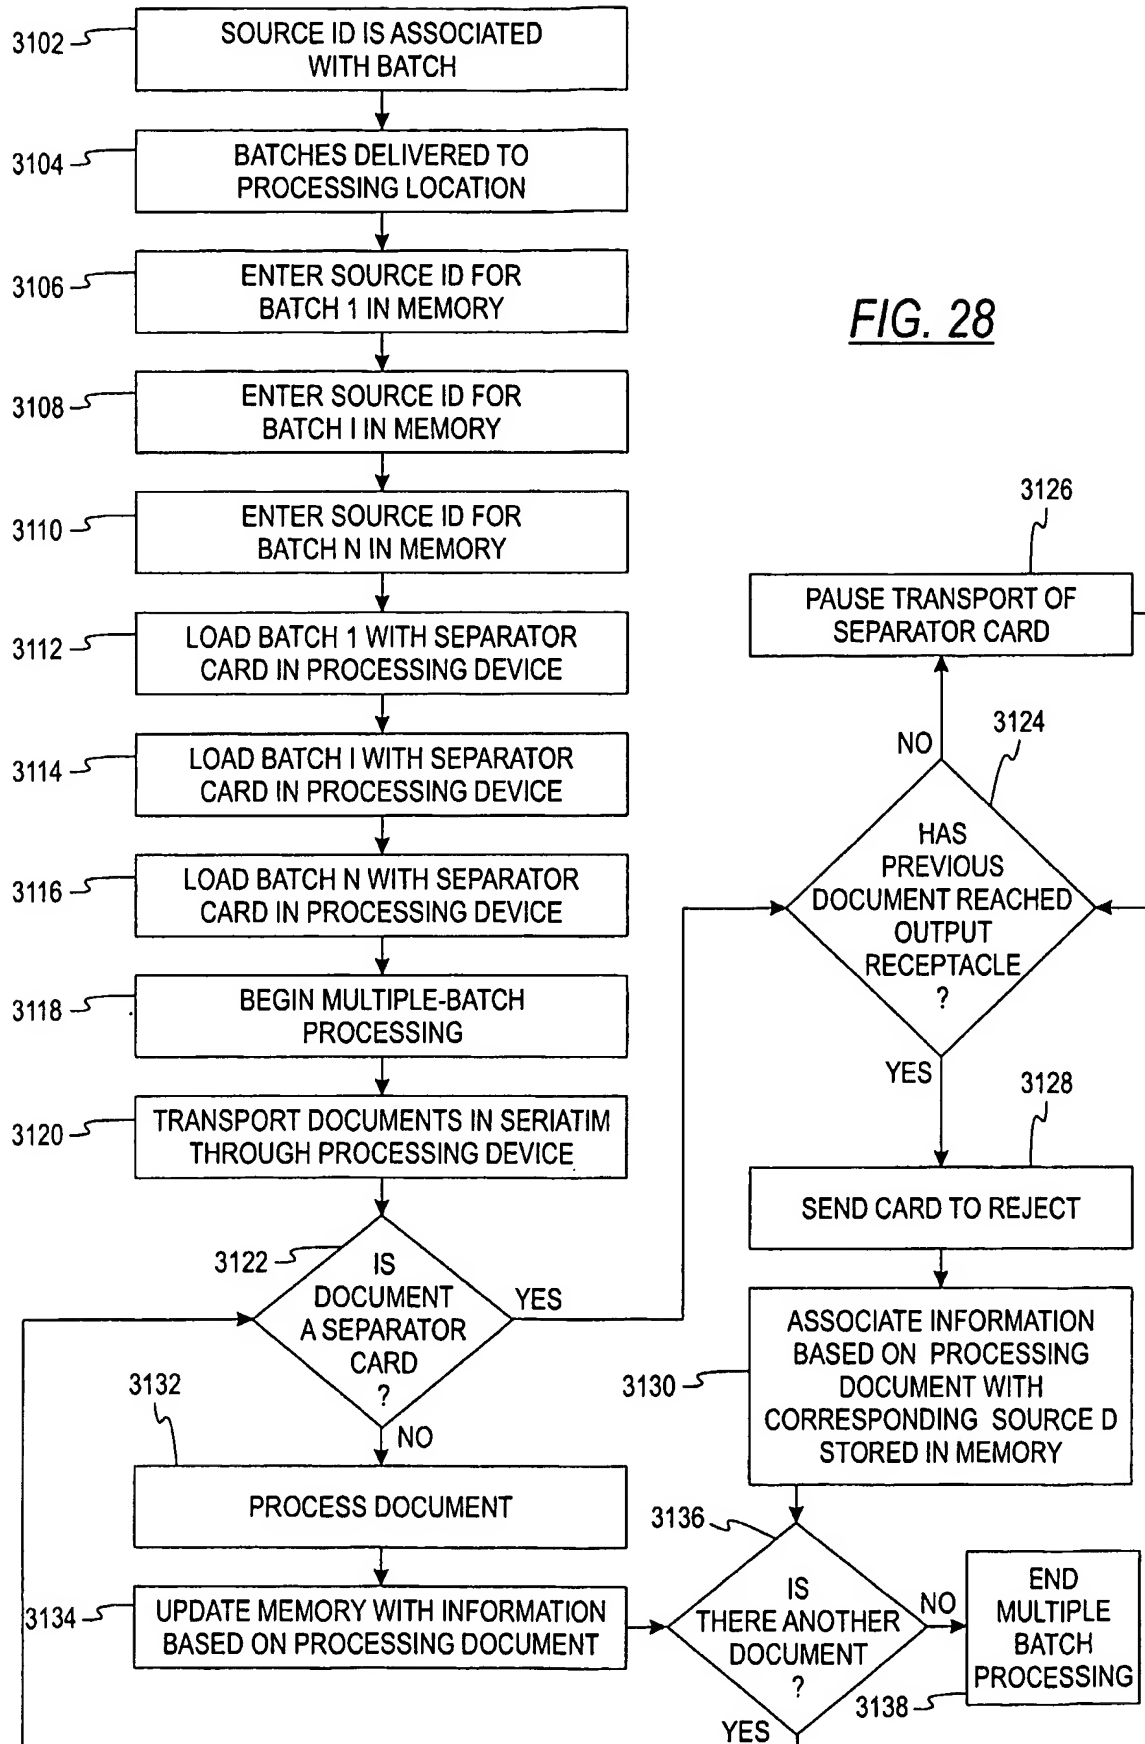 3102
SOURCE ID IS ASSOCIATED
WITH BATCH
3104
BATCHES DELIVERED TO
PROCESSING LOCATION
3106
ENTER SOURCE ID FOR
BATCH 1 IN MEMORY
FIG. 28
3108
ENTER SOURCE ID FOR
BATCH I IN MEMORY
3110
ENTER SOURCE ID FOR
BATCH N IN MEMORY
3112
LOAD BATCH 1 WITH SEPARATOR
CARD IN PROCESSING DEVICE
3114
LOAD BATCH I WITH SEPARATOR
CARD IN PROCESSING DEVICE
3116
LOAD BATCH N WITH SEPARATOR
CARD IN PROCESSING DEVICE
3118
BEGIN MULTIPLE-BATCH
PROCESSING
3120
TRANSPORT DOCUMENTS IN SERIATIM
THROUGH PROCESSING DEVICE
3122
IS
DOCUMENT
A SEPARATOR
CARD
?
YES
NO
3126
PAUSE TRANSPORT OF
SEPARATOR CARD
NO
3124
HAS
PREVIOUS
DOCUMENT REACHED
OUTPUT
RECEPTACLE
?
YES
3128
SEND CARD TO REJECT
3130
ASSOCIATE INFORMATION
BASED ON PROCESSING
DOCUMENT WITH
CORRESPONDING SOURCE D
STORED IN MEMORY
3132
PROCESS DOCUMENT
3134
UPDATE MEMORY WITH INFORMATION
BASED ON PROCESSING DOCUMENT
3136
IS
THERE ANOTHER
DOCUMENT
?
NO
YES
END
MULTIPLE
BATCH
PROCESSING
3138